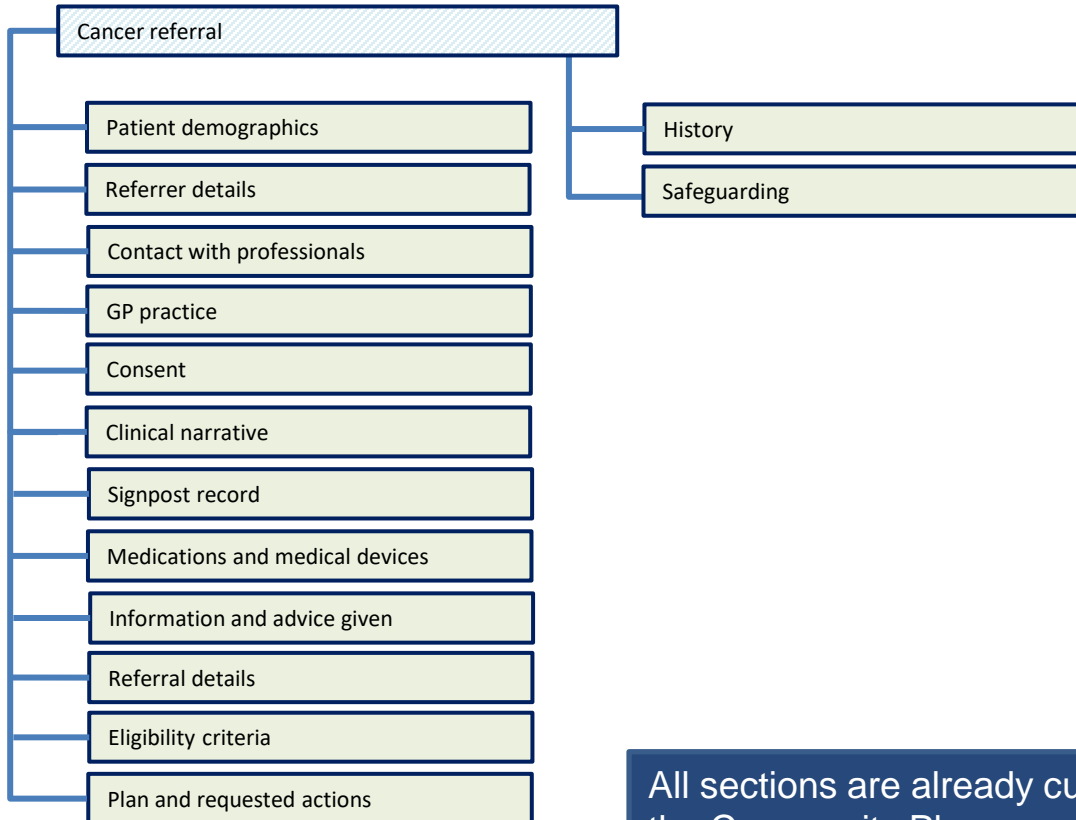 Cancer referral
Patient demographics
Referrer details
Contact with professionals
GP practice
Consent
Clinical narrative
Signpost record
Medications and medical devices
Information and advice given
Referral details
Eligibility criteria
Plan and requested actions
History
Safeguarding
All sections are already